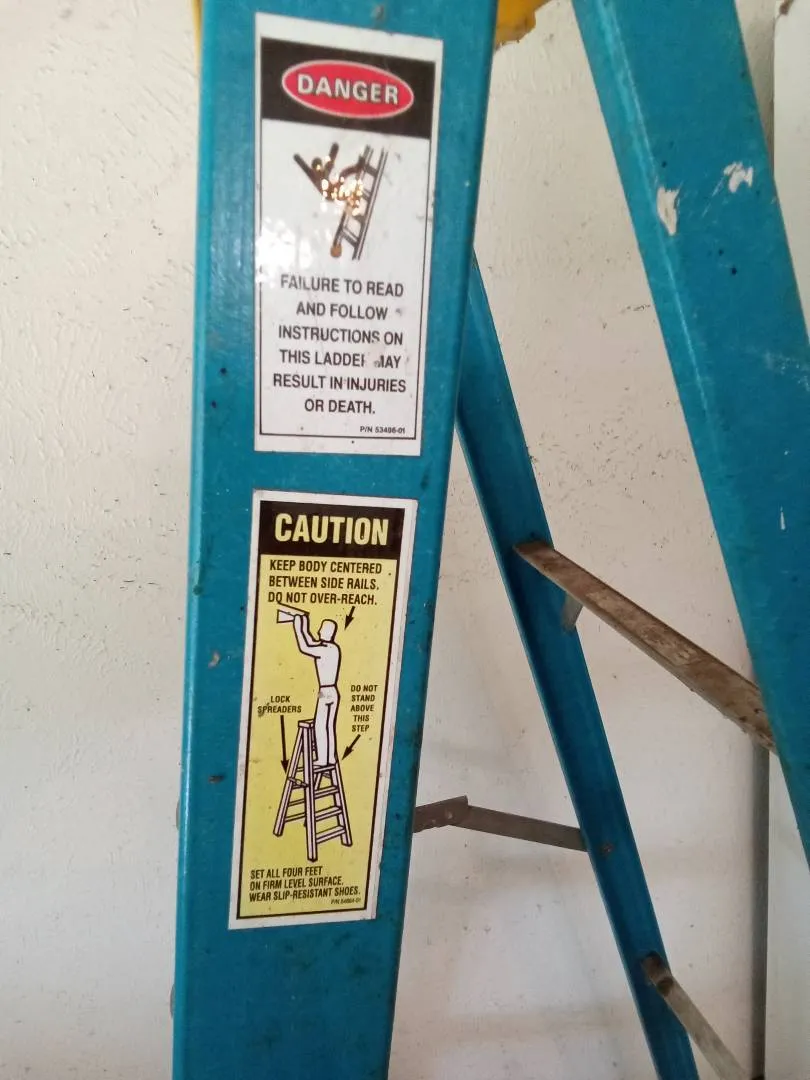 DANGER
FAILURE TO READ
AND FOLLOW
INSTRUCTIONS ON
THIS LADDER MAY
RESULT IN INJURIES
OR DEATH.
P/N 53496-01
CAUTION
KEEP BODY CENTERED
BETWEEN SIDE RAILS.
DO NOT OVER-REACH.
LOCK
SPREADERS
DO NOT
STAND
ABOVE
THIS
STEP
SET ALL FOUR FEET
ON FIRM LEVEL SURFACE.
WEAR SLIP-RESISTANT SHOES.
P/N